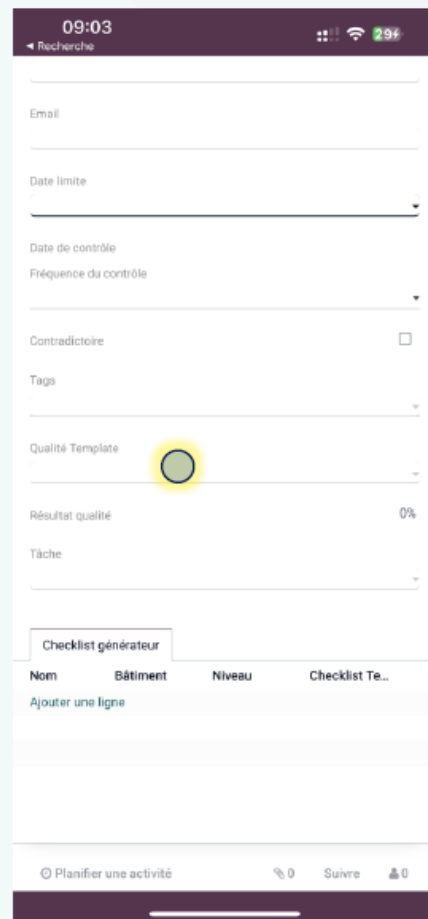 09:03
◄ Recherche
29
Email
Date limite
Date de contrôle
Fréquence du contrôle
Contradictoire
Tags
Qualité Template
Résultat qualité 0%
Tâche
Checklist générateur
Nom Bâtiment Niveau Checklist Te...
Ajouter une ligne
Planifier une activité 0 Suivre 0